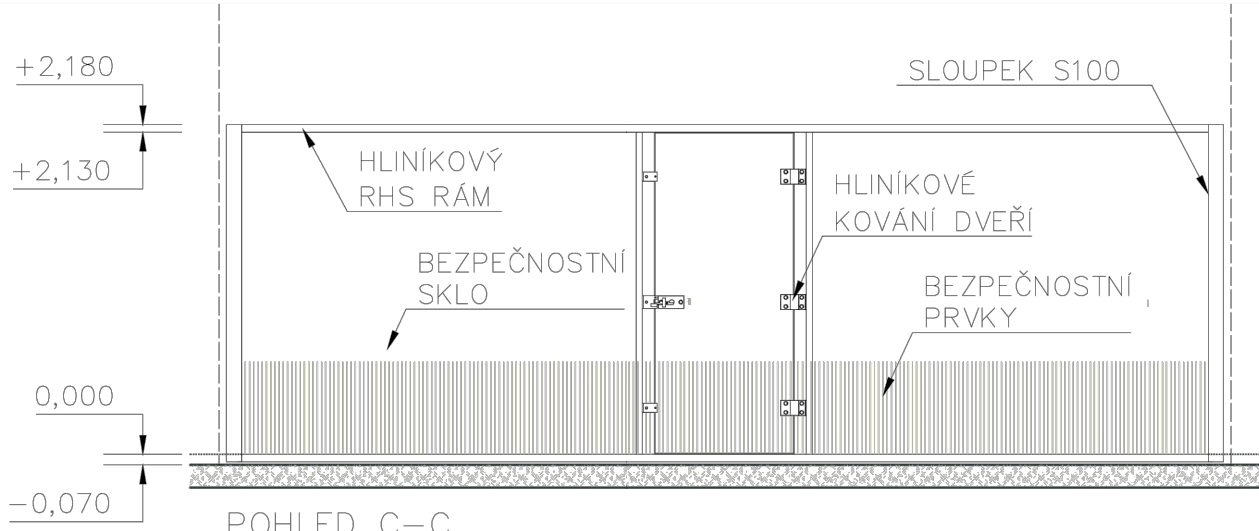 +2,180
SLOUPEK S100
+2,130
HLINÍKOVÝ
RHS RÁM
HLINÍKOVÉ
KOVÁNÍ DVEŘÍ
BEZPEČNOSTNÍ
SKLO
BEZPEČNOSTNÍ
PRVKY
0,000
-0,070
POHLED C-C